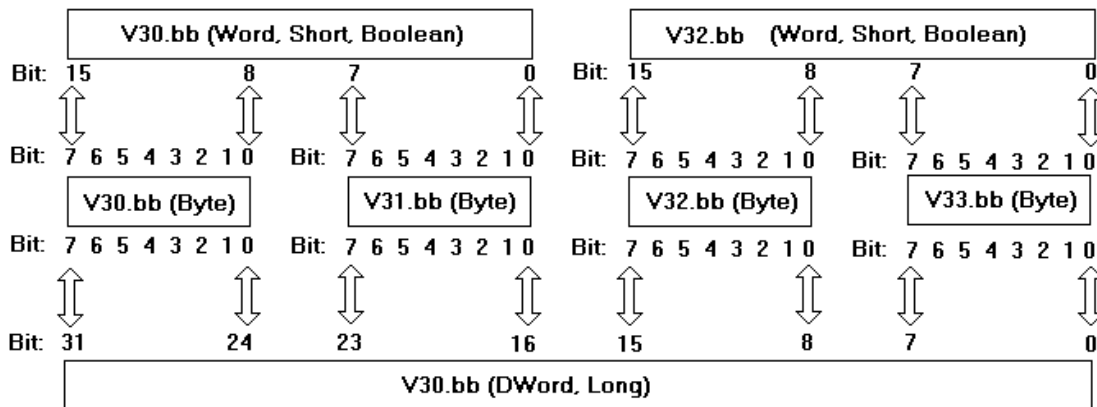 V30.bb (Word, Short, Boolean) V32.bb (Word, Short, Boolean)
Bit: 15 8 7 0 Bit: 15 8 7 0
Bit: 7 6 5 4 3 2 1 0 Bit: 7 6 5 4 3 2 1 0 Bit: 7 6 5 4 3 2 1 0 Bit: 7 6 5 4 3 2 1 0
V30.bb (Byte) V31.bb (Byte) V32.bb (Byte) V33.bb (Byte)
Bit: 7 6 5 4 3 2 1 0 Bit: 7 6 5 4 3 2 1 0 Bit: 7 6 5 4 3 2 1 0 Bit: 7 6 5 4 3 2 1 0
Bit: 31 24 23 16 15 8 7 0
V30.bb (DWord, Long)